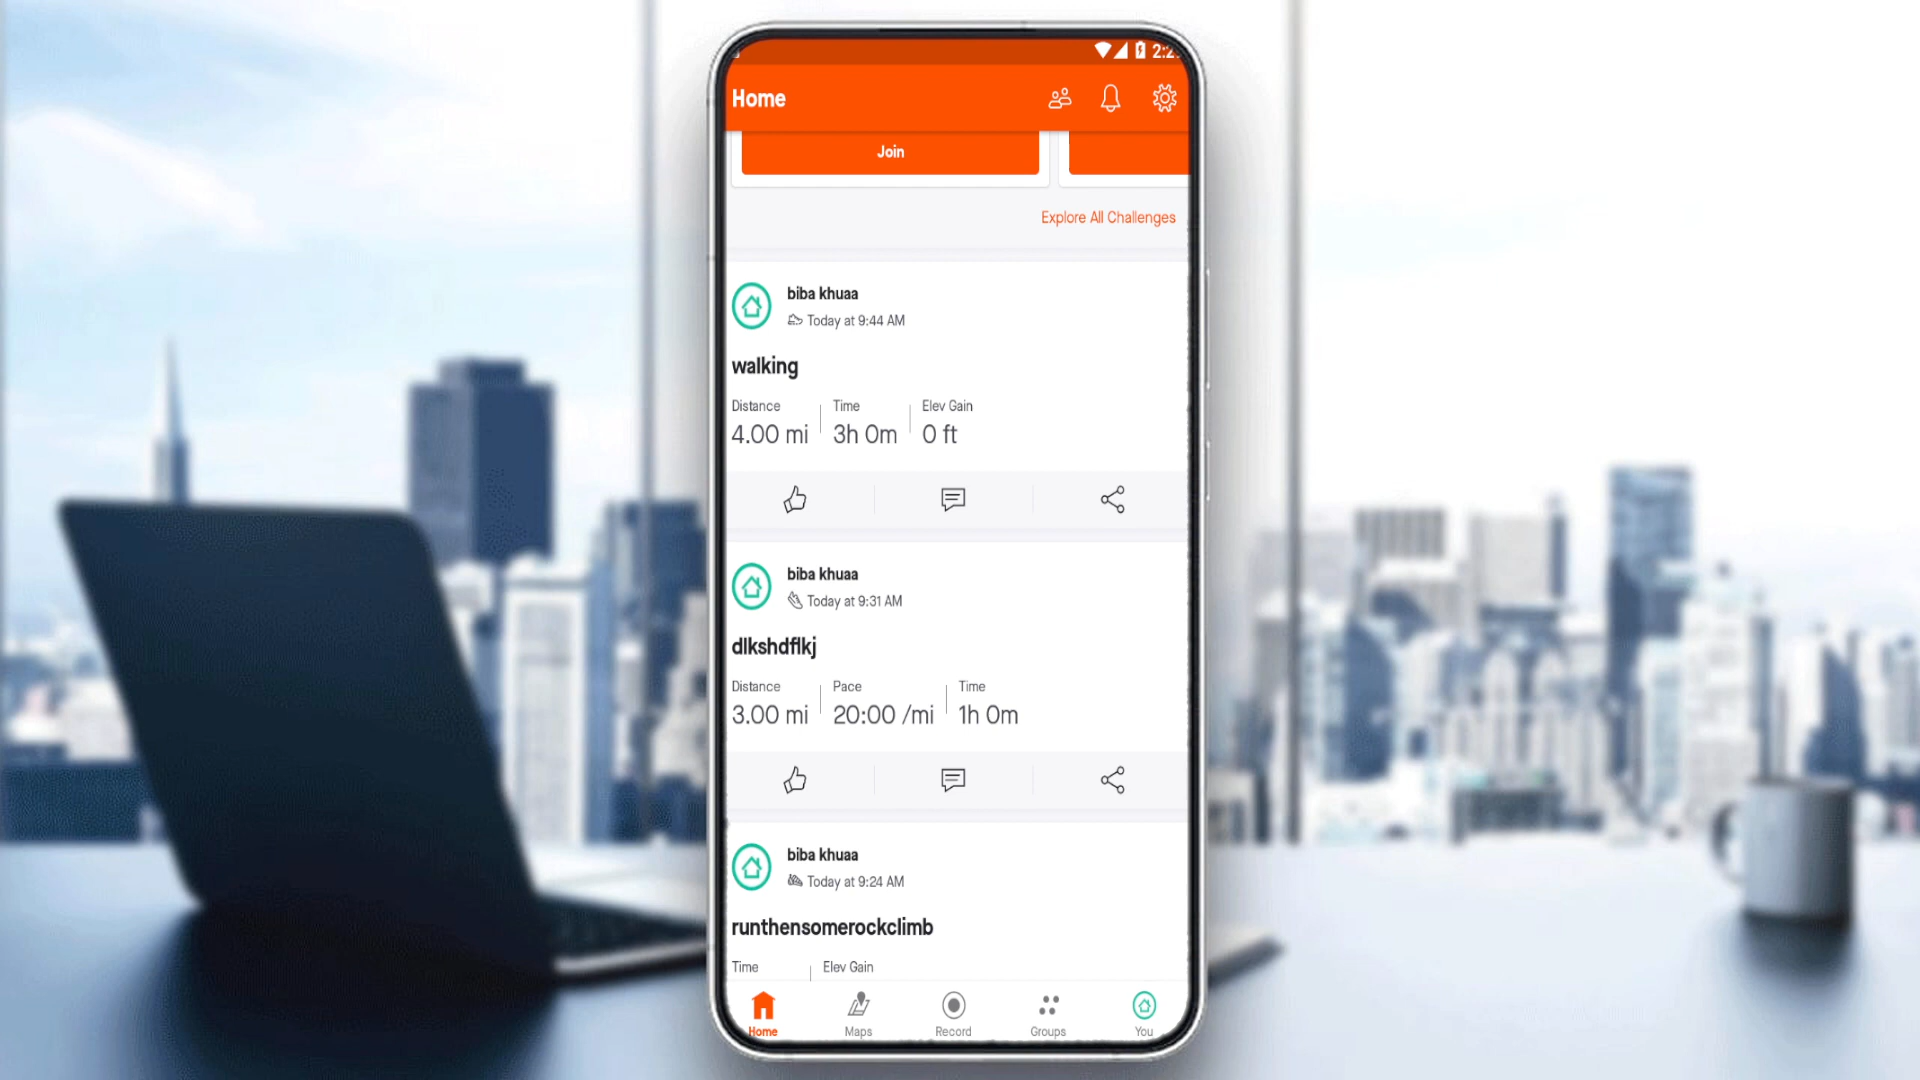 2:2
Home
Join
Explore All Challenges
biba khuaa
Today at 9:44 AM
walking
Distance Time Elev Gain
4.00 mi 3h 0m 0 ft
biba khuaa
Today at 9:31 AM
dlkshdflkj
Distance Pace Time
3.00 mi 20:00 /mi 1h 0m
biba khuaa
Today at 9:24 AM
runthensomerockclimb
Time Elev Gain
Home Maps Record Groups You